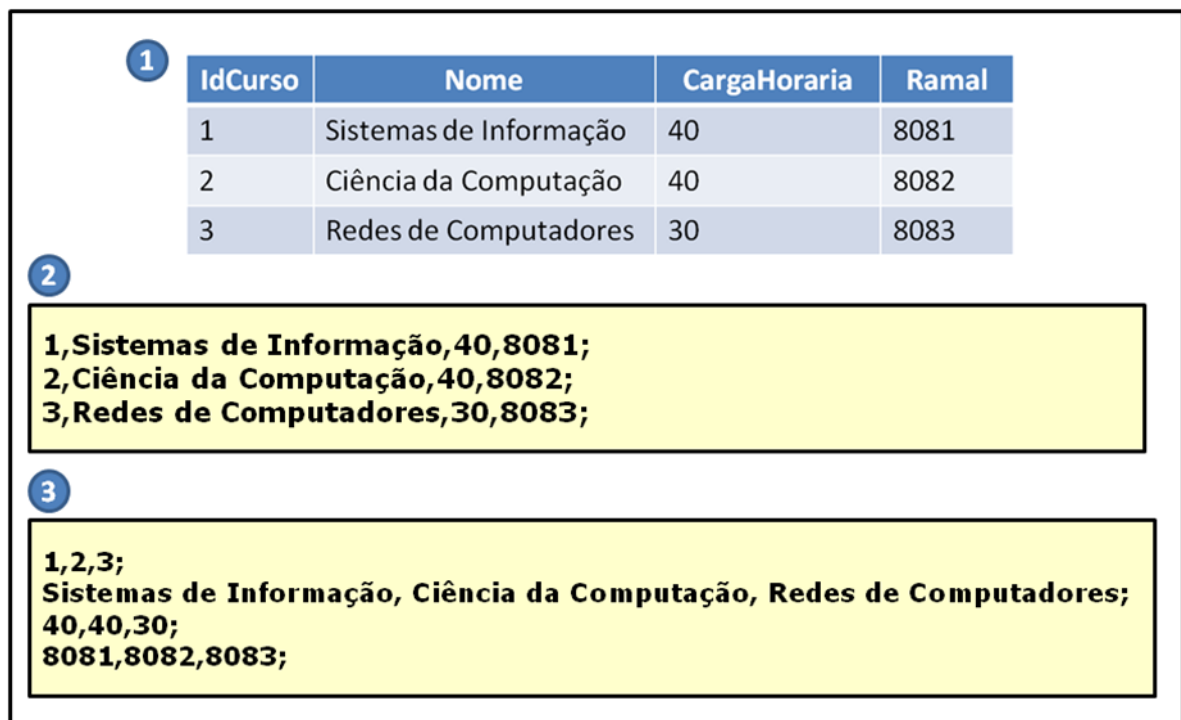 1
IdCurso Nome CargaHoraria Ramal
1 Sistemas de Informação 40 8081
2 Ciência da Computação 40 8082
3 Redes de Computadores 30 8083
2
1,Sistemas de Informação,40,8081;
2,Ciência da Computação,40,8082;
3,Redes de Computadores,30,8083;
3
1,2,3;
Sistemas de Informação, Ciência da Computação, Redes de Computadores;
40,40,30;
8081,8082,8083;